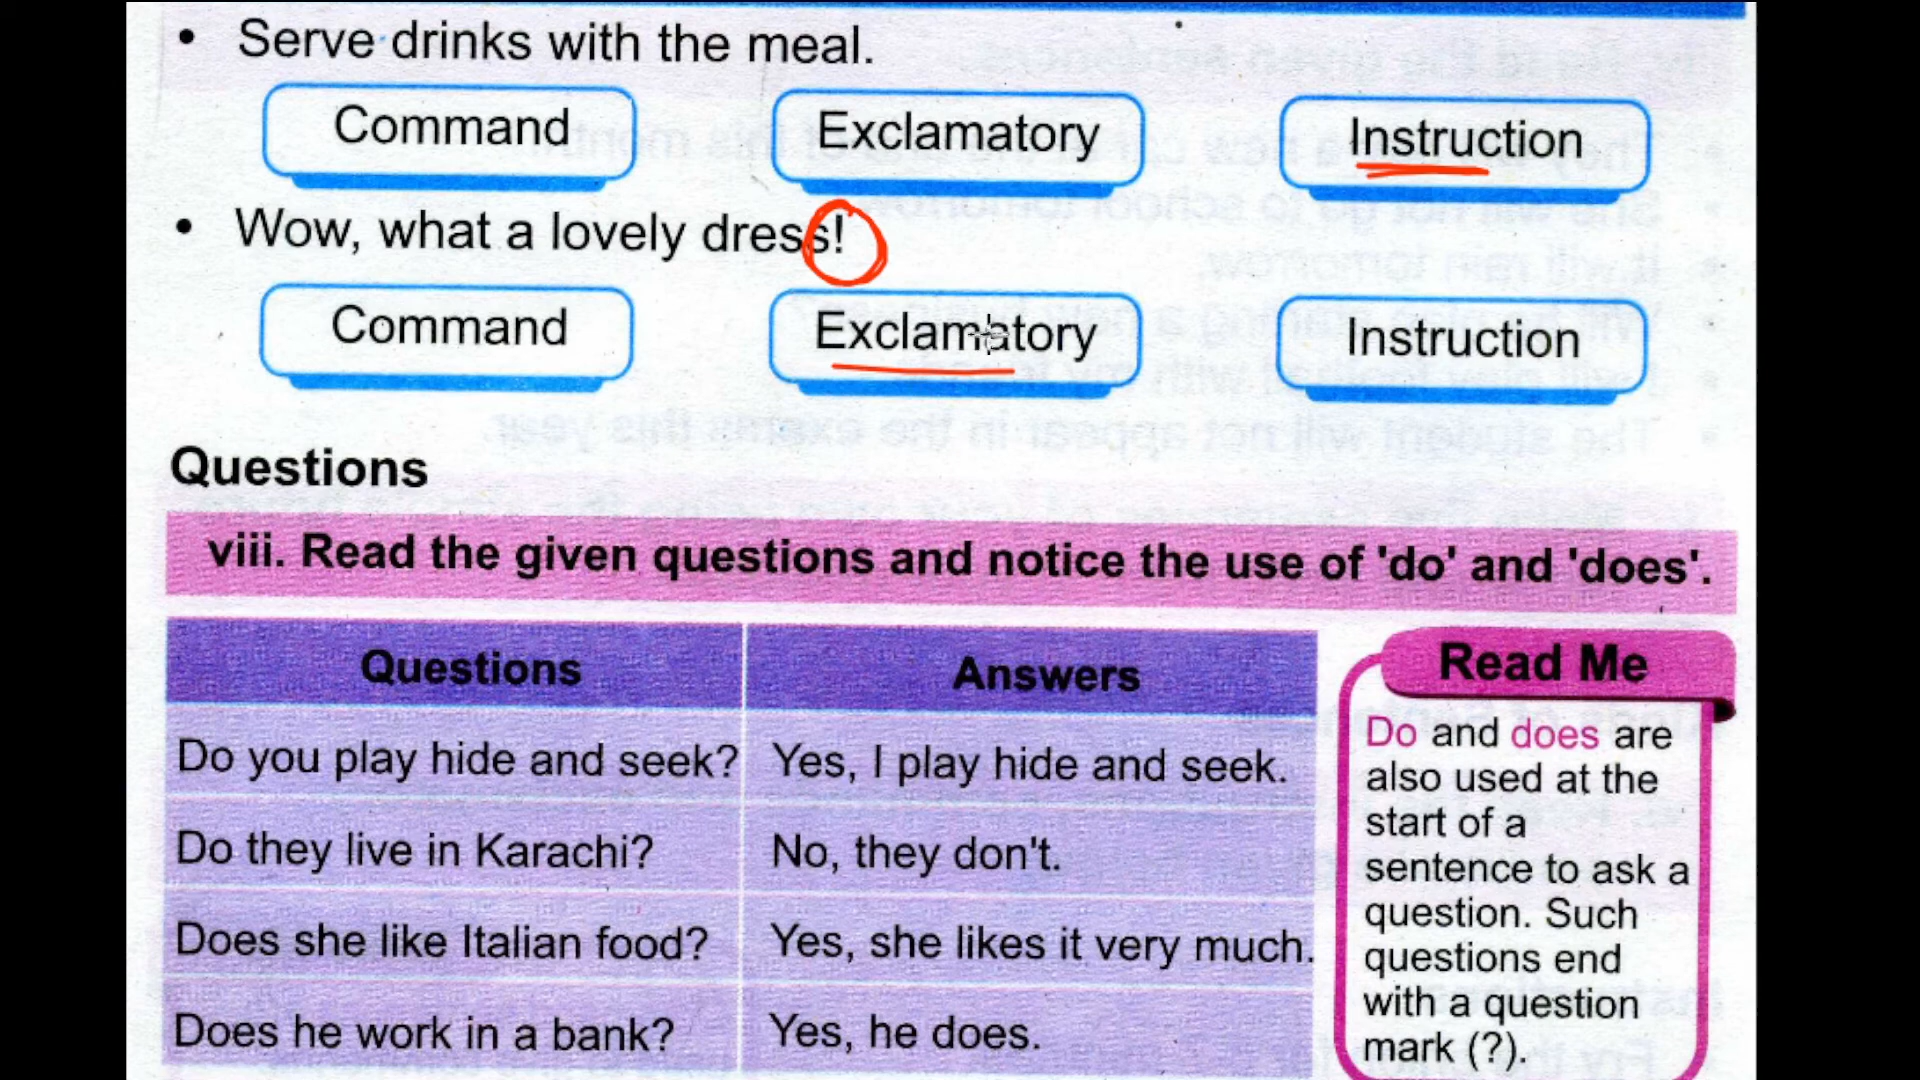 • Serve drinks with the meal.
Command Exclamatory Instruction
• Wow, what a lovely dress!
Command Exclamatory Instruction
Questions
viii. Read the given questions and notice the use of 'do' and 'does'.
Questions Answers
Do you play hide and seek? Yes, I play hide and seek.
Do they live in Karachi? No, they don't.
Does she like Italian food? Yes, she likes it very much.
Does he work in a bank? Yes, he does.
Read Me
Do and does are
also used at the
start of a
sentence to ask a
question. Such
questions end
with a question
mark (?).